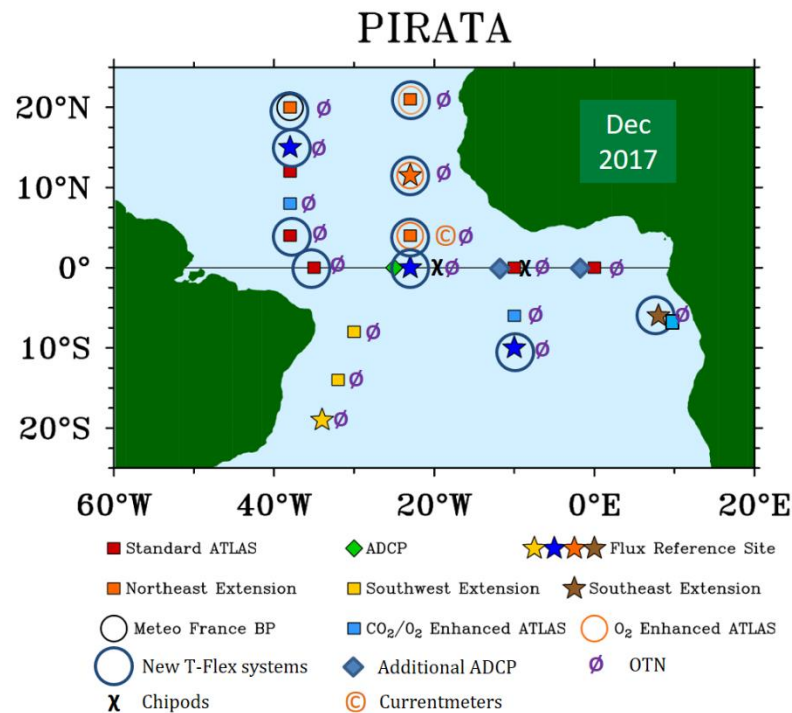 PIRATA
Dec
2017
20°N
10°N
0°
10°S
20°S
60°W 40°W 20°W 0°E 20°E
ø ø
ø ø
ø
ø © ø
ø χ ø χ ø ø
ø ø ø
ø ø
ø
Standard ATLAS ADCP Flux Reference Site
Northeast Extension Southwest Extension Southeast Extension
Meteo France BP CO₂/O₂ Enhanced ATLAS O₂ Enhanced ATLAS
New T-Flex systems Additional ADCP ø OTN
χ Chipods © Currentmeters